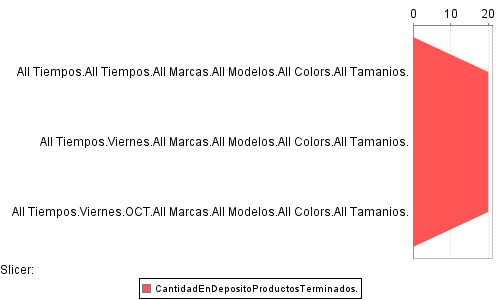 0 10 20
All Tiempos.All Tiempos.All Marcas.All Modelos.All Colors.All Tamanios.
All Tiempos.Viernes.All Marcas.All Modelos.All Colors.All Tamanios.
All Tiempos.Viernes.OCT.All Marcas.All Modelos.All Colors.All Tamanios.
Slicer:
CantidadEnDepositoProductosTerminados.